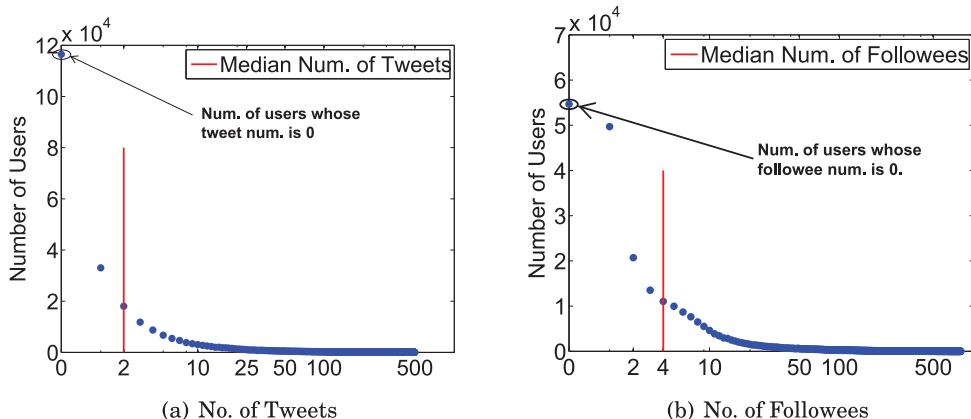 12 x 10^4
Median Num. of Tweets
Num. of users whose
tweet num. is 0
Number of Users
10
8
6
4
2
0
0 2 10 25 50 100 500
(a) No. of Tweets
7 x 10^4
Median Num. of Followees
Num. of users whose
followee num. is 0.
Number of Users
6
5
4
3
2
1
0
0 2 4 10 50 100 500
(b) No. of Followees